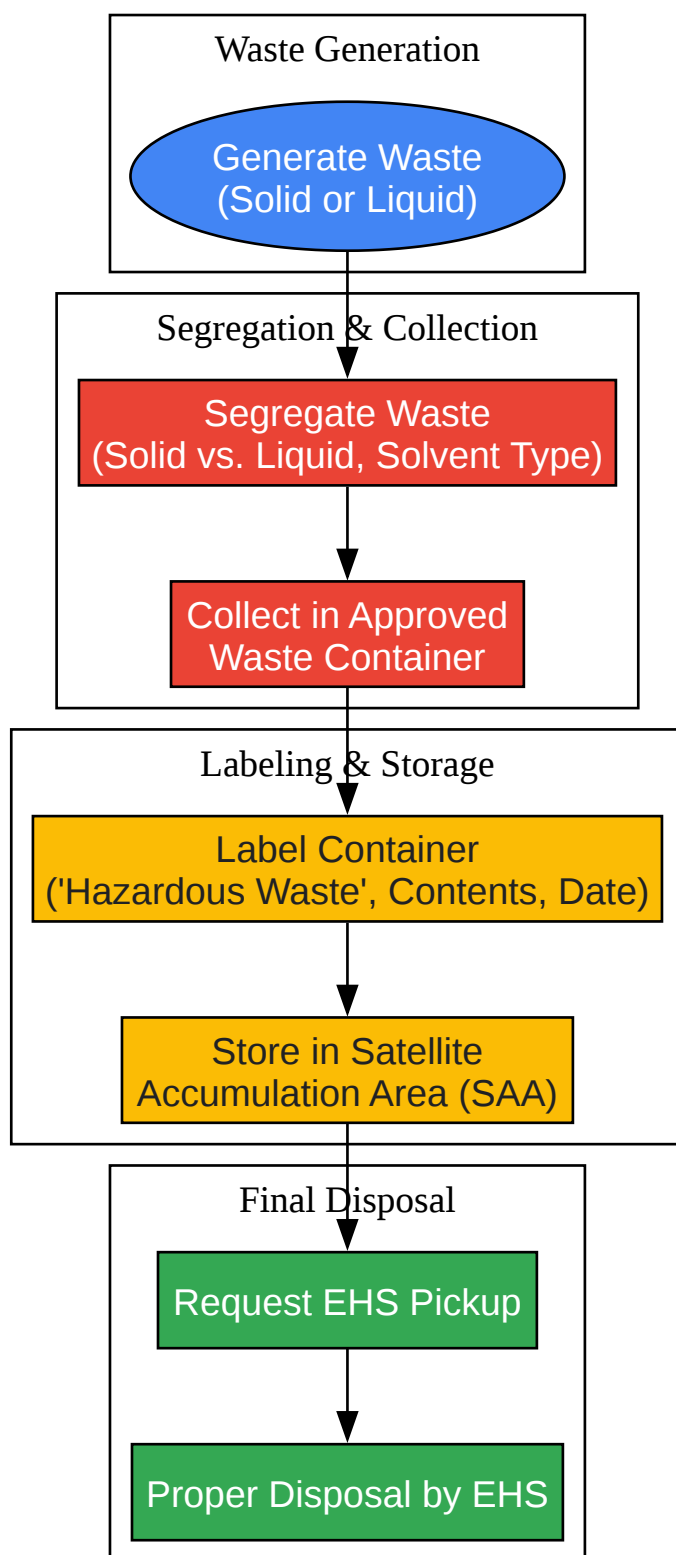 Waste Generation
Generate Waste
(Solid or Liquid)
Segregation & Collection
Segregate Waste
(Solid vs. Liquid, Solvent Type)
Collect in Approved
Waste Container
Labeling & Storage
Label Container
('Hazardous Waste', Contents, Date)
Store in Satellite
Accumulation Area (SAA)
Final Disposal
Request EHS Pickup
Proper Disposal by EHS